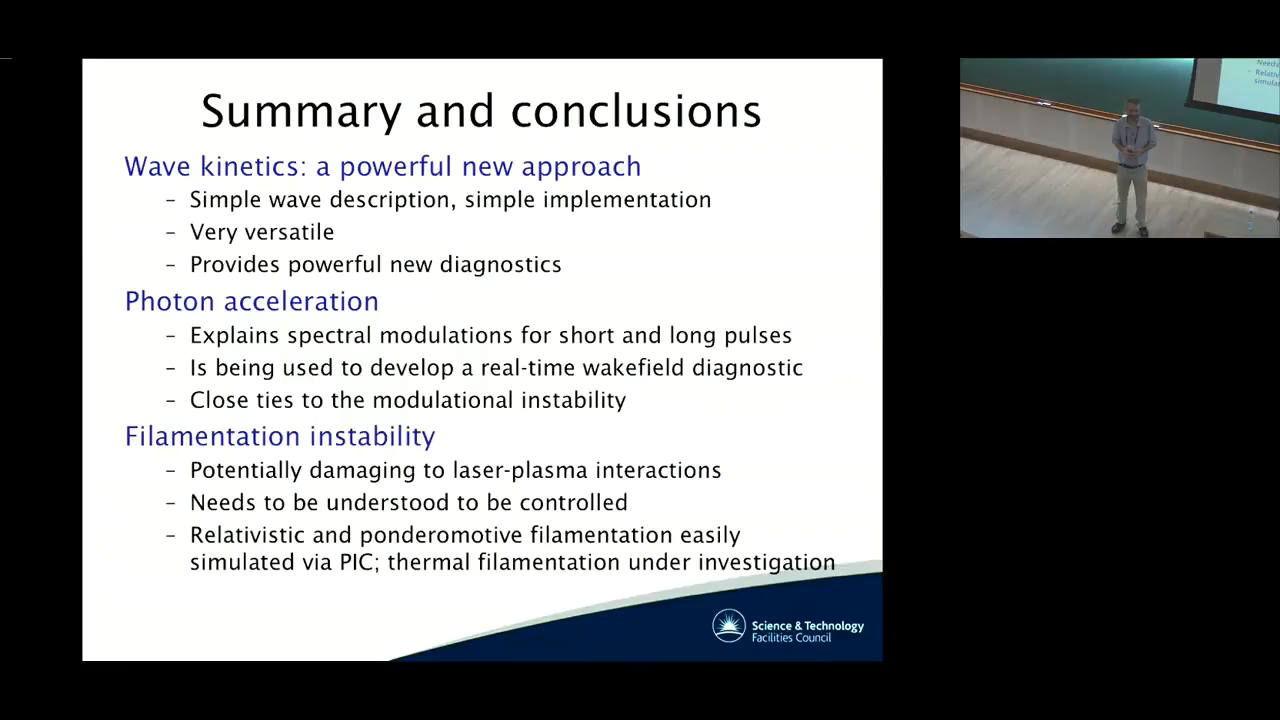 Summary and conclusions
Wave kinetics: a powerful new approach
– Simple wave description, simple implementation
– Very versatile
– Provides powerful new diagnostics
Photon acceleration
– Explains spectral modulations for short and long pulses
– Is being used to develop a real-time wakefield diagnostic
– Close ties to the modulational instability
Filamentation instability
– Potentially damaging to laser-plasma interactions
– Needs to be understood to be controlled
– Relativistic and ponderomotive filamentation easily
simulated via PIC; thermal filamentation under investigation
Science & Technology
Facilities Council